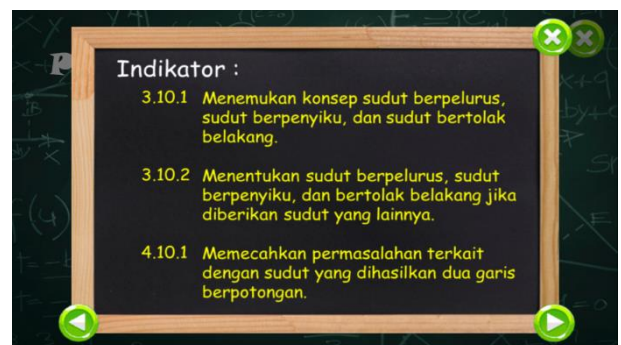 Indikator :
3.10.1 Menemukan konsep sudut berpelurus,
sudut berpenyiku, dan sudut bertolak
belakang.
3.10.2 Menentukan sudut berpelurus, sudut
berpenyiku, dan bertolak belakang jika
diberikan sudut yang lainnya.
4.10.1 Memecahkan permasalahan terkait
dengan sudut yang dihasilkan dua garis
berpotongan.